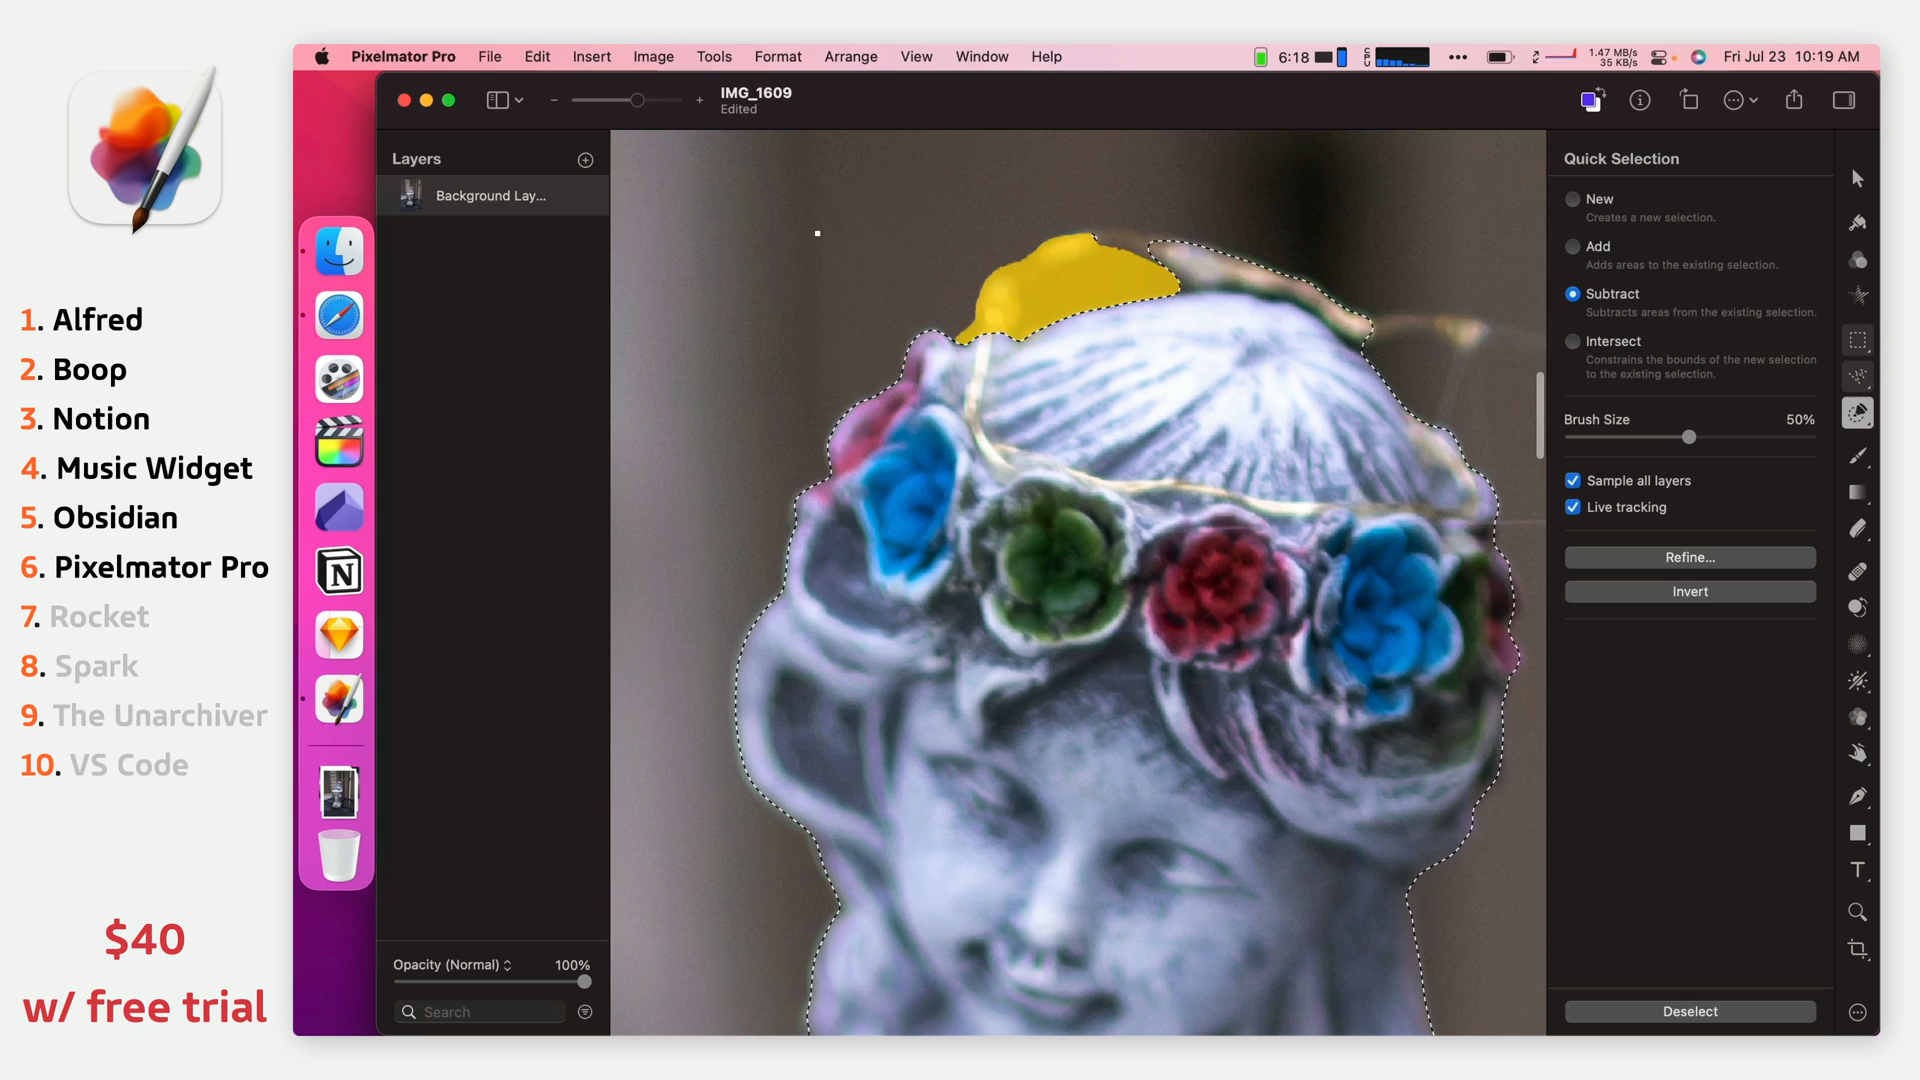 Pixelmator Pro File Edit Insert Image Tools Format Arrange View Window Help
6:18 CPU 1.47 MB/s 35 KB/s Fri Jul 23 10:19 AM
IMG_1609
Edited
Layers
Background Lay...
Opacity (Normal) 100%
Search
Quick Selection
New
Creates a new selection.
Add
Adds areas to the existing selection.
Subtract
Subtracts areas from the existing selection.
Intersect
Constrains the bounds of the new selection
to the existing selection.
Brush Size 50%
Sample all layers
Live tracking
Refine...
Invert
Deselect
1. Alfred
2. Boop
3. Notion
4. Music Widget
5. Obsidian
6. Pixelmator Pro
7. Rocket
8. Spark
9. The Unarchiver
10. VS Code
$40
w/ free trial